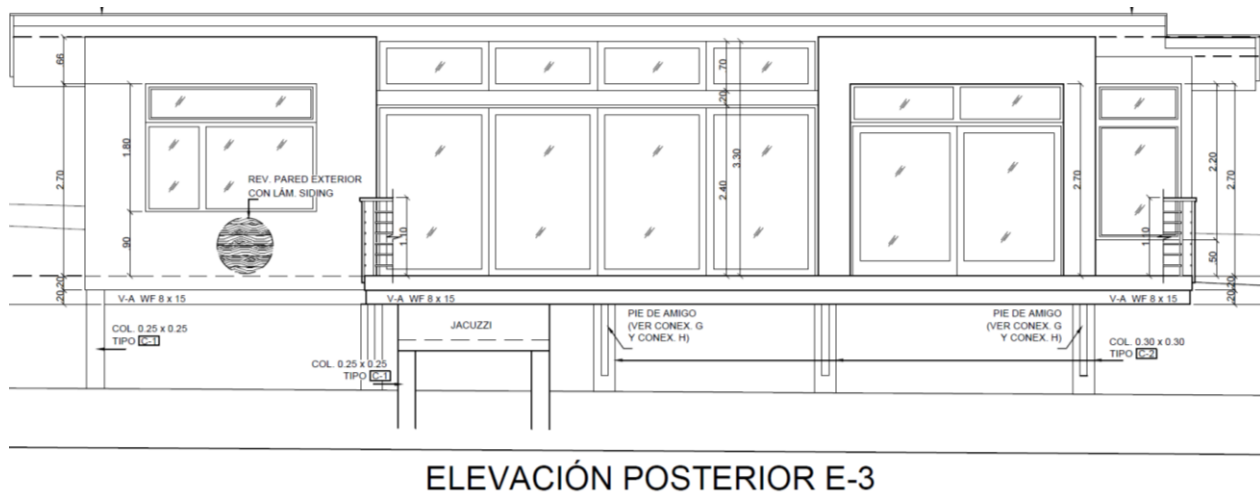 66
2.70
20
20
1.80
.90
REV. PARED EXTERIOR
CON LÁM. SIDING
1.10
70
20
3.30
2.40
2.70
1.10
2.20
50
2.70
20
20
V-A WF 8 x 15
V-A WF 8 x 15
V-A WF 8 x 15
COL. 0.25 x 0.25
TIPO C-1
JACUZZI
COL. 0.25 x 0.25
TIPO C-1
PIE DE AMIGO
(VER CONEX. G
Y CONEX. H)
PIE DE AMIGO
(VER CONEX. G
Y CONEX. H)
COL. 0.30 x 0.30
TIPO C-2
ELEVACIÓN POSTERIOR E-3